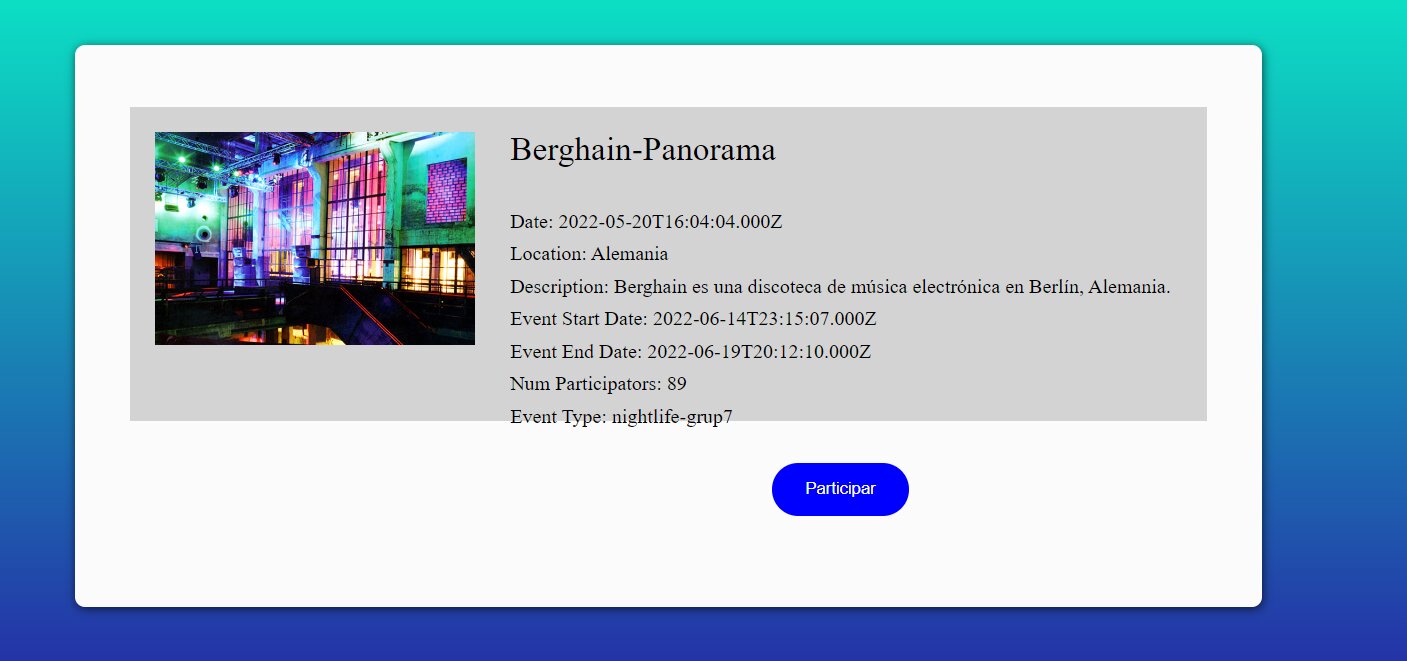 Berghain-Panorama
Date: 2022-05-20T16:04:04.000Z
Location: Alemania
Description: Berghain es una discoteca de música electrónica en Berlín, Alemania.
Event Start Date: 2022-06-14T23:15:07.000Z
Event End Date: 2022-06-19T20:12:10.000Z
Num Participators: 89
Event Type: nightlife-grup7
Participar